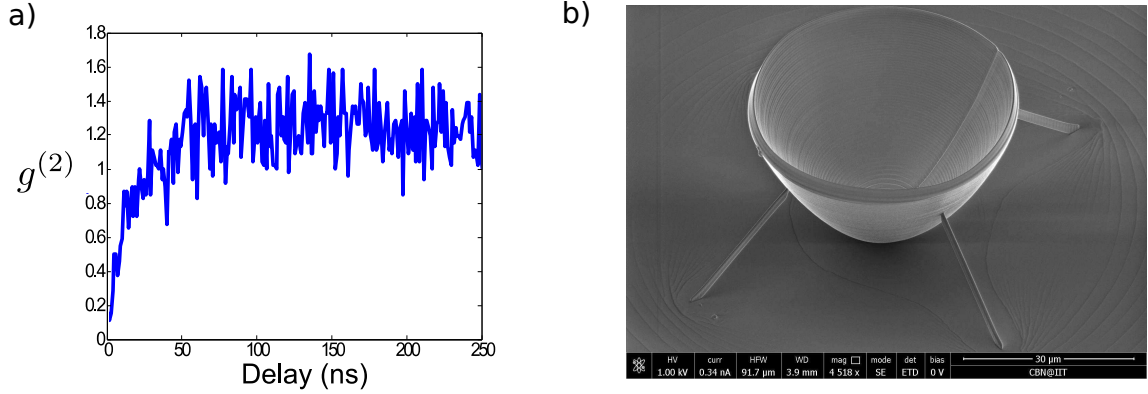 a)
1.8
1.6
1.4
1.2
1
0.8
0.6
0.4
0.2
0
g(2)
0 50 100 150 200 250
Delay (ns)
b)
HV curr HFW WD mag mode det bias 30 µm
1.00 kV 0.34 nA 91.7 µm 3.9 mm 4 518 x SE ETD 0 V CBN@IIT